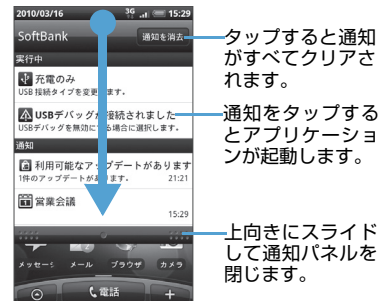 2010/03/16 3G 15:29
SoftBank 通知を消去
実行中
充電のみ
USB 接続タイプを変更します。
USBデバッグが接続されました
USBデバッグを無効にする場合に選択します。
通知
利用可能なアップデートがあります
1件のアップデートがあります。 21:21
営業会議
15:29
メッセージ メール ブラウザ カメラ
電話
タップすると通知
がすべてクリアさ
れます。
通知をタップする
とアプリケーショ
ンが起動します。
上向きにスライド
して通知パネルを
閉じます。